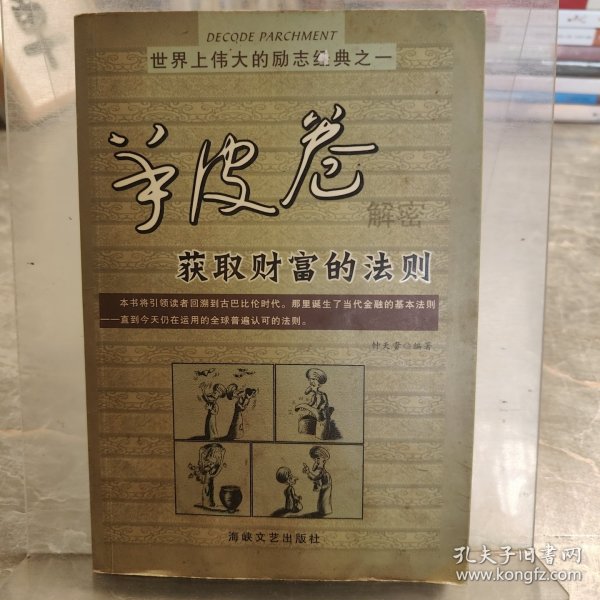 DECODE PARCHMENT
世界上伟大的励志经典之一
羊皮卷
解密
获取财富的法则
本书将引领读者回溯到古巴比伦时代。那里诞生了当代金融的基本法则
——直到今天仍在运用的全球普遍认可的法则。
编著
海峡文艺出版社
孔夫子旧书网
www.kongfz.com